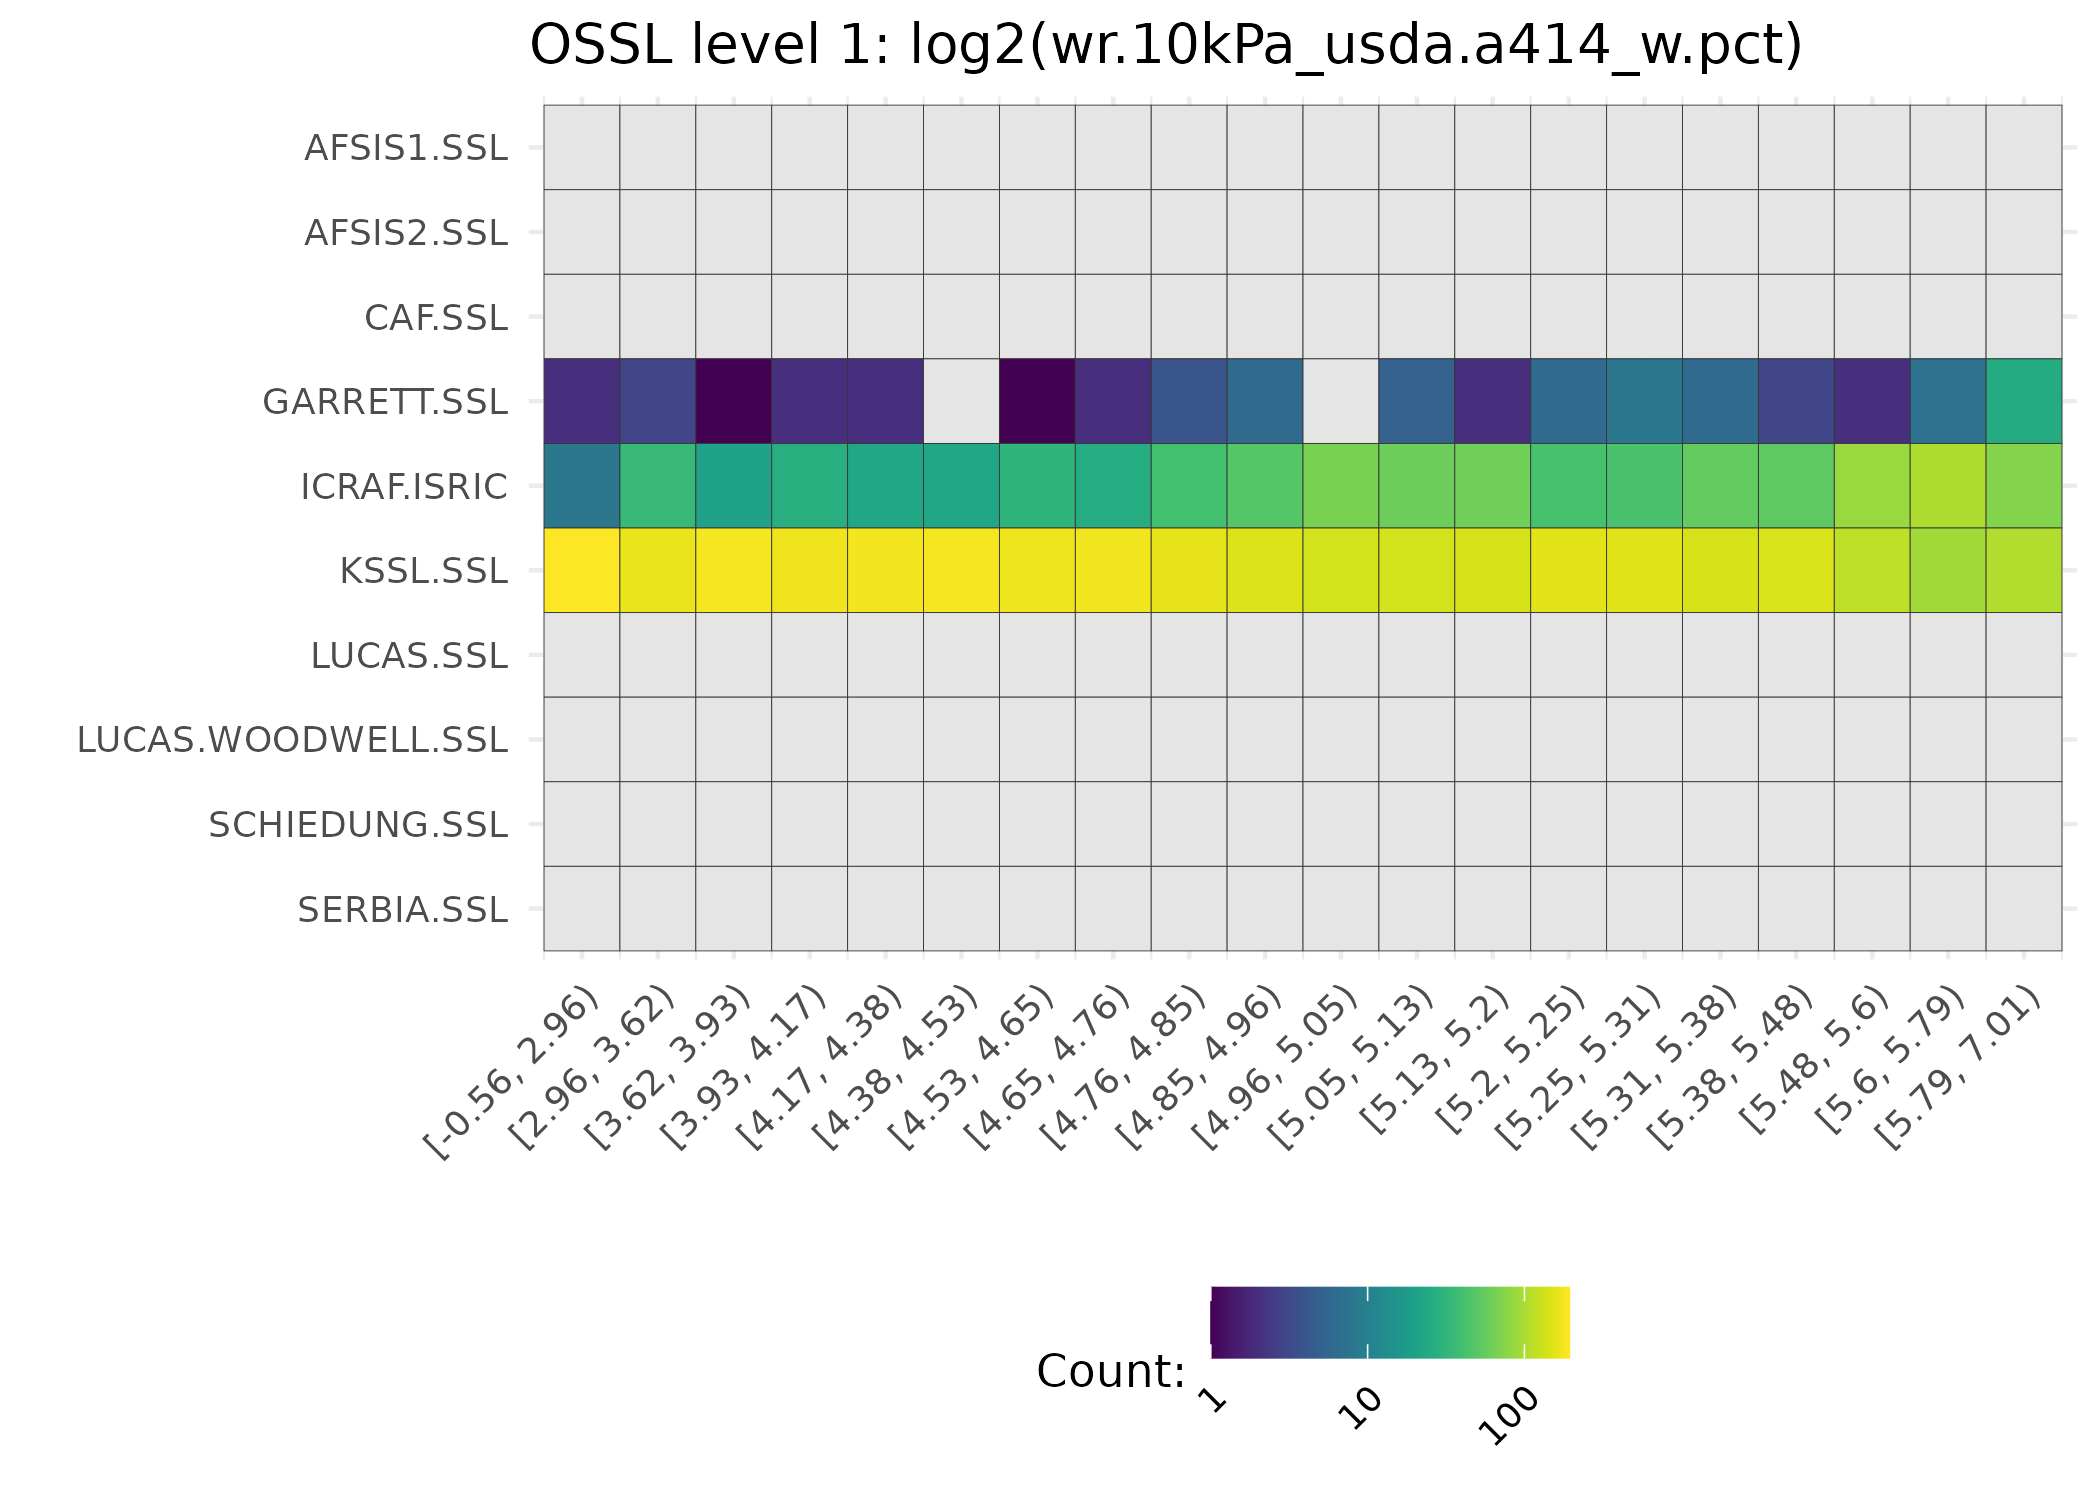 OSSL level 1: log2(wr.10kPa_usda.a414_w.pct)
AFSIS1.SSL
AFSIS2.SSL
CAF.SSL
GARRETT.SSL
ICRAF.ISRIC
KSSL.SSL
LUCAS.SSL
LUCAS.WOODWELL.SSL
SCHIEDUNG.SSL
SERBIA.SSL
[-0.56, 2.96)
[2.96, 3.62)
[3.62, 3.93)
[3.93, 4.17)
[4.17, 4.38)
[4.38, 4.53)
[4.53, 4.65)
[4.65, 4.76)
[4.76, 4.85)
[4.85, 4.96)
[4.96, 5.05)
[5.05, 5.13)
[5.13, 5.2)
[5.2, 5.25)
[5.25, 5.31)
[5.31, 5.38)
[5.38, 5.48)
[5.48, 5.6)
[5.6, 5.79)
[5.79, 7.01)
Count:
1
10
100